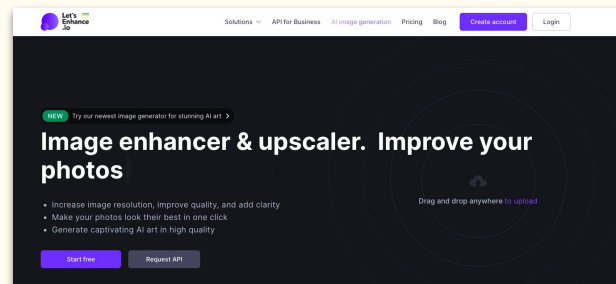 Let's
Enhance
.io
Solutions API for Business AI image generation Pricing Blog Create account Login
NEW Try our newest image generator for stunning AI art
Image enhancer & upscaler. Improve your
photos
Drag and drop anywhere to upload
• Increase image resolution, improve quality, and add clarity
• Make your photos look their best in one click
• Generate captivating AI art in high quality
Start free Request API